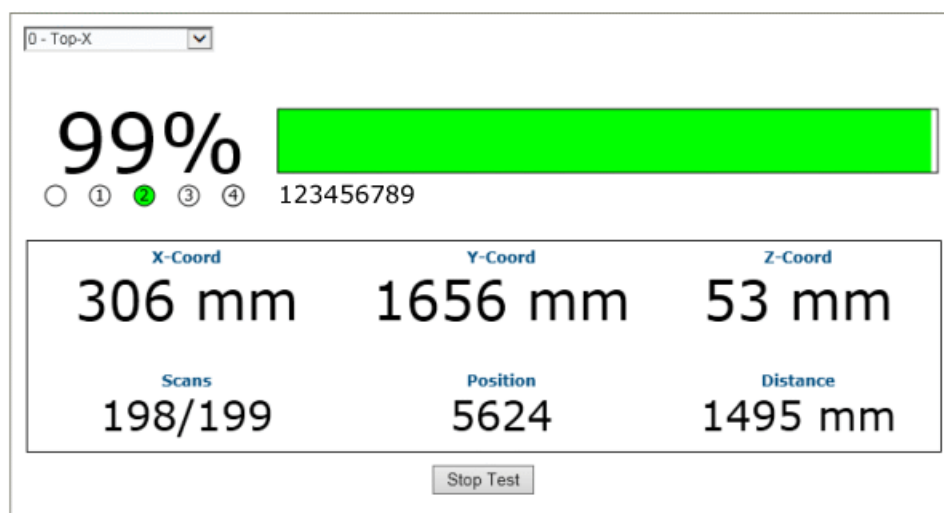 0 - Top-X
99%
1 2 3 4
123456789
X-Coord Y-Coord Z-Coord
306 mm 1656 mm 53 mm
Scans Position Distance
198/199 5624 1495 mm
Stop Test